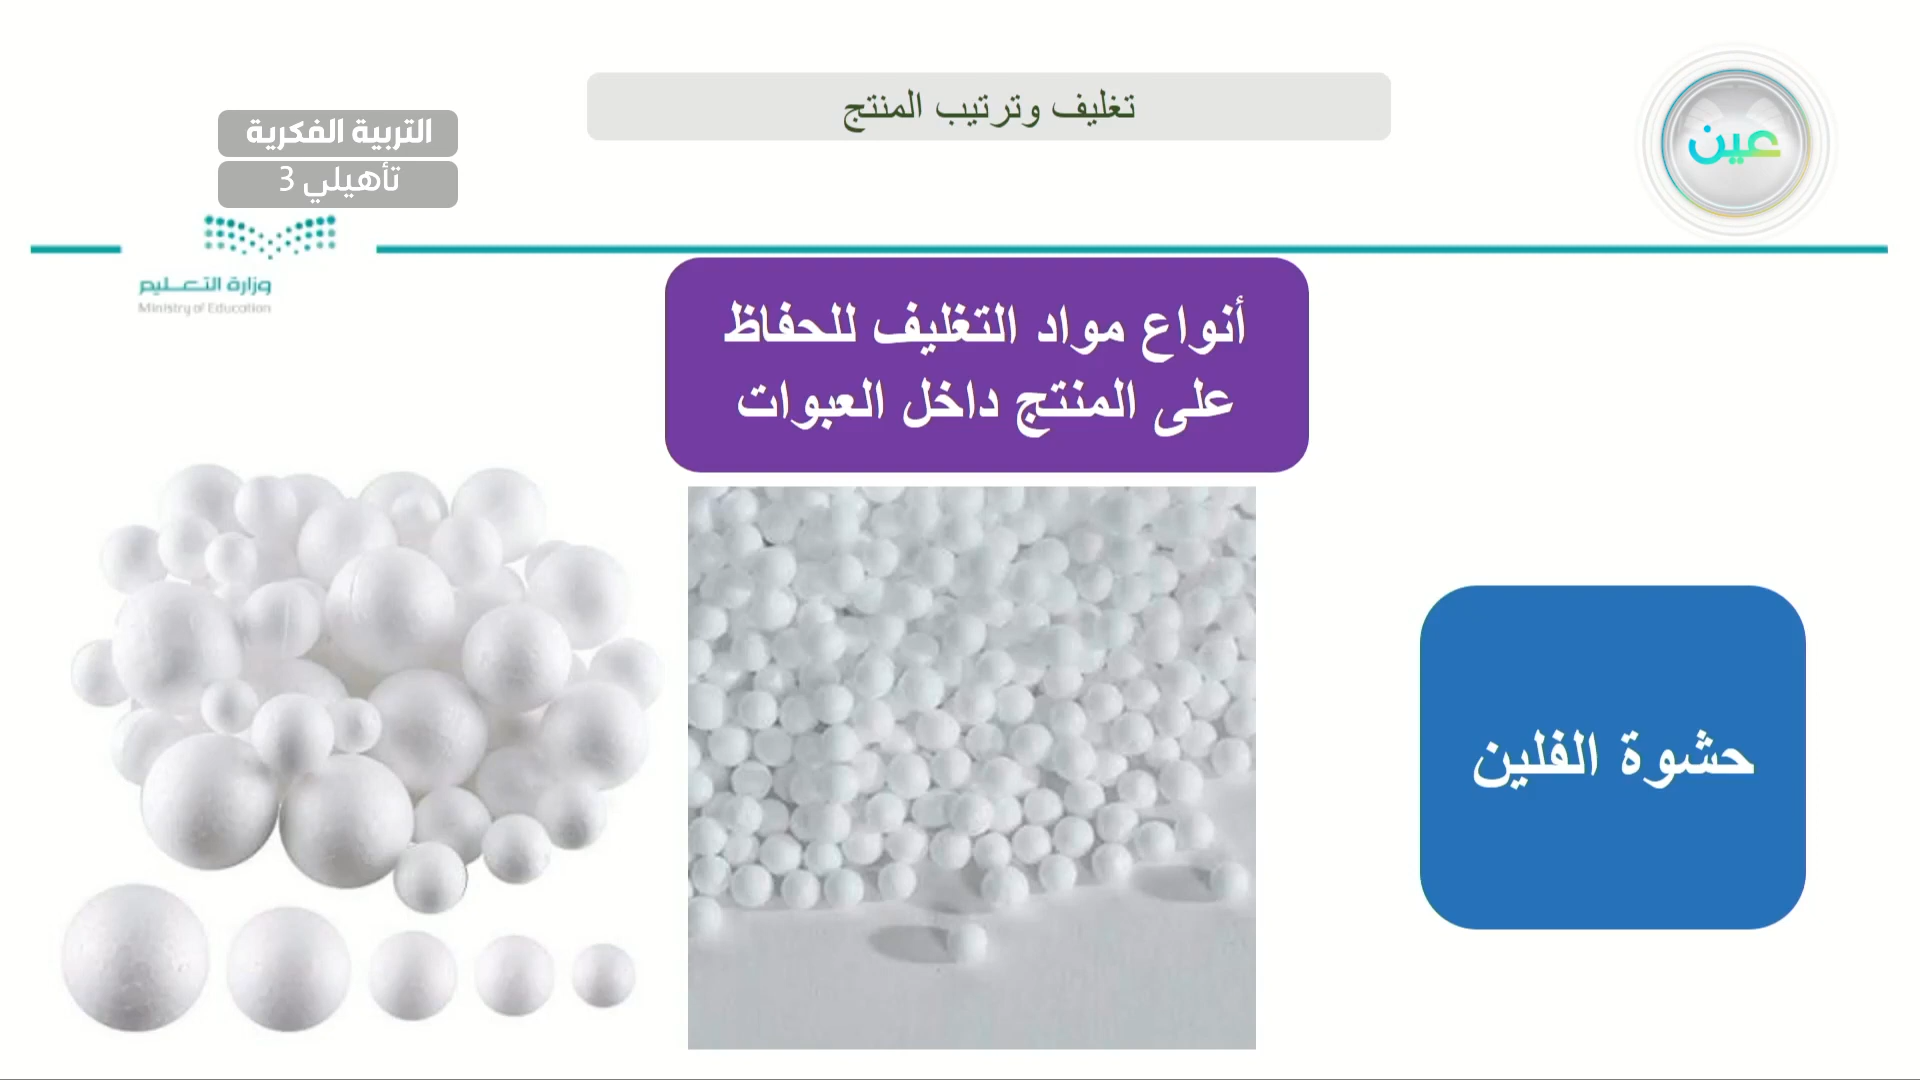 تغليف وترتيب المنتج
عين
التربية الفكرية
تأهيلي 3
وزارة التعليم
Ministry of Education
أنواع مواد التغليف للحفاظ
على المنتج داخل العبوات
حشوة الفلين